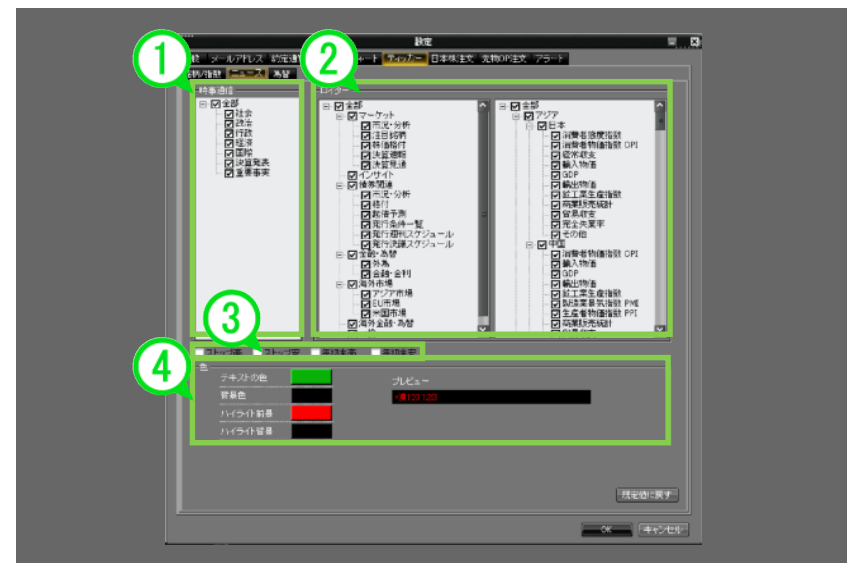 設定
メールアドレス
ティッカー 日本株注文 先物OP注文 アラート
ニュース 為替
1
2
時事通信
ロイター
全部
社会
政治
行政
経済
国際
決算発表
重要事実
全部
マーケット
市況・分析
注目銘柄
株価格付
決算速報
決算見通
インサイト
債券関連
市況・分析
格付
起債予測
発行条件一覧
発行週刊スケジュール
発行決議スケジュール
金融・為替
外為
金融・金利
海外市場
アジア市場
EU市場
米国市場
海外金融・為替
全部
アジア
日本
消費者態度指数
消費者物価指数 CPI
経常収支
輸入物価
GDP
輸出物価
鉱工業生産指数
商業販売統計
貿易収支
完全失業率
その他
中国
消費者物価指数 CPI
輸入物価
GDP
輸出物価
鉱工業生産指数
製造業景気指数 PMI
生産者物価指数 PPI
商業販売統計
3
4
色
テキストの色
背景色
ハイライト前景
ハイライト背景
プレビュー
既定値に戻す
OK
キャンセル